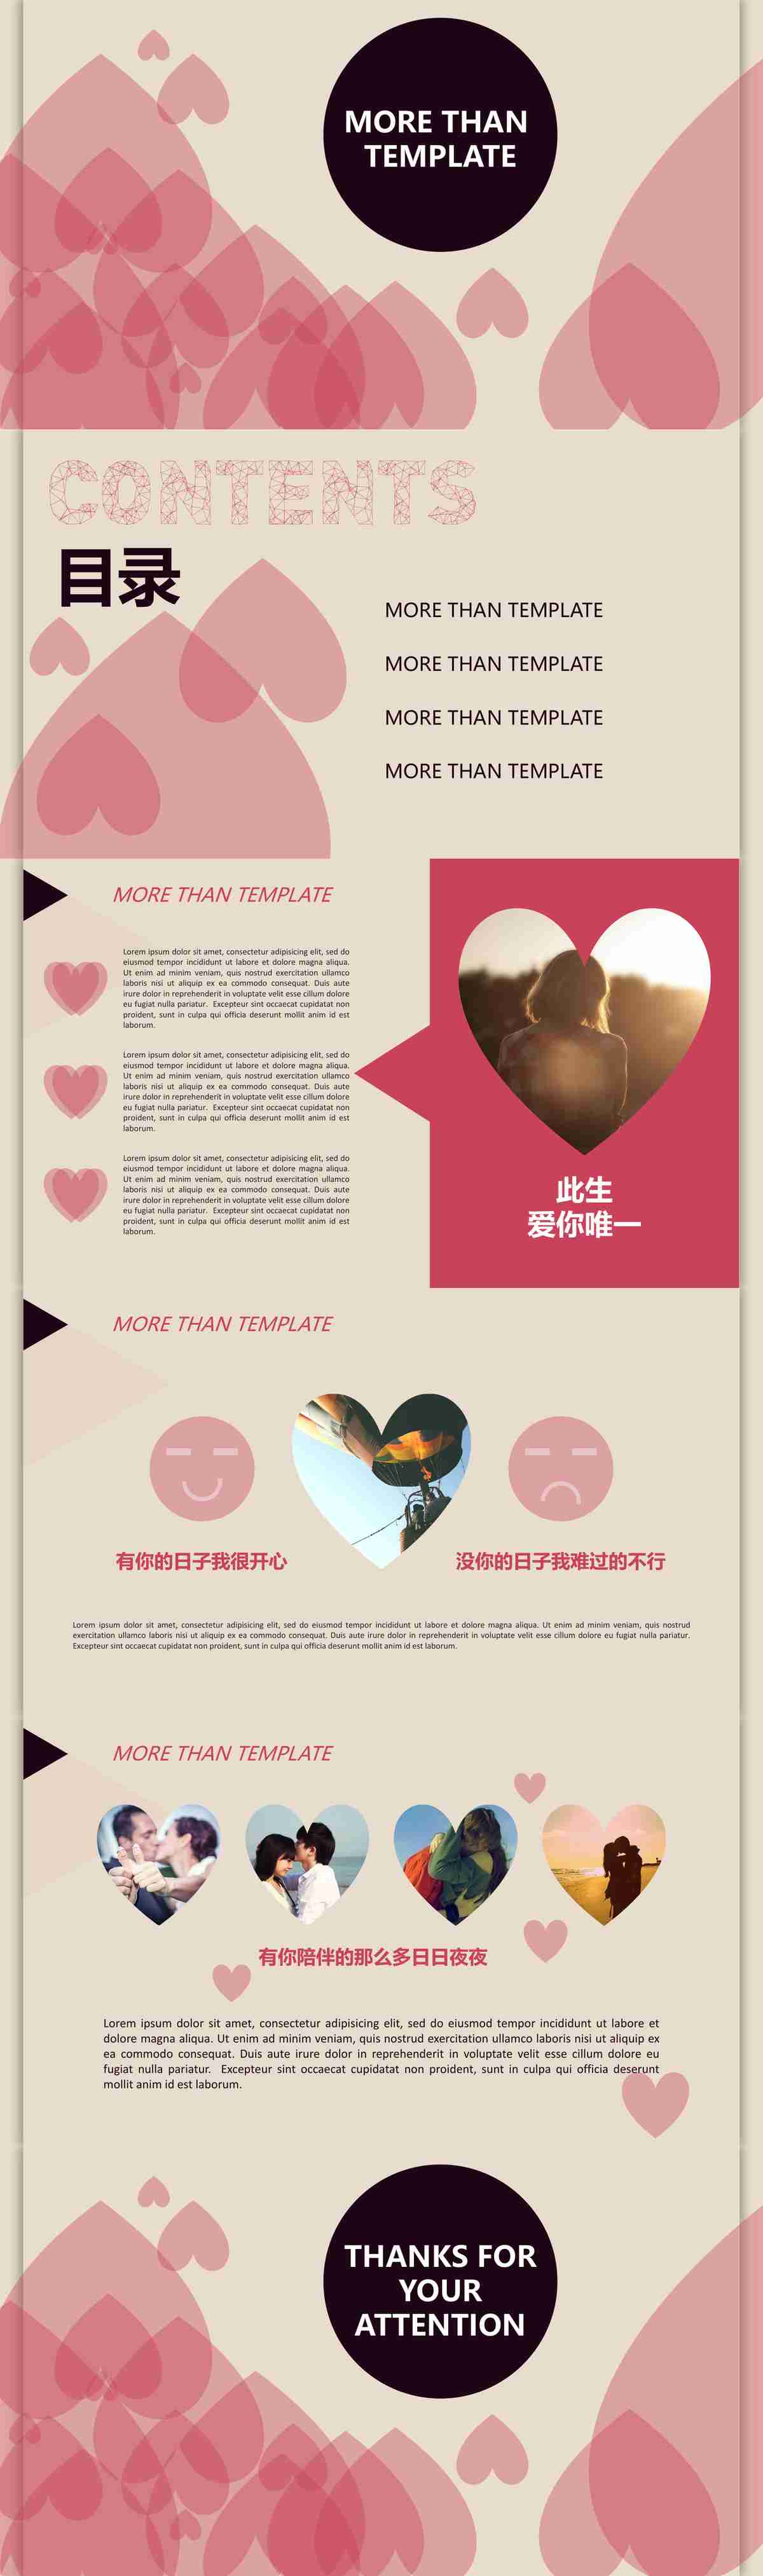 MORE THAN
TEMPLATE
CONTENTS
目录
MORE THAN TEMPLATE
MORE THAN TEMPLATE
MORE THAN TEMPLATE
MORE THAN TEMPLATE
MORE THAN TEMPLATE
Lorem ipsum dolor sit amet, consectetur adipisicing elit, sed do
eiusmod tempor incididunt ut labore et dolore magna aliqua.
Ut enim ad minim veniam, quis nostrud exercitation ullamco
laboris nisi ut aliquip ex ea commodo consequat. Duis aute
irure dolor in reprehenderit in voluptate velit esse cillum dolore
eu fugiat nulla pariatur. Excepteur sint occaecat cupidatat non
proident, sunt in culpa qui officia deserunt mollit anim id est
laborum.
Lorem ipsum dolor sit amet, consectetur adipisicing elit, sed do
eiusmod tempor incididunt ut labore et dolore magna aliqua.
Ut enim ad minim veniam, quis nostrud exercitation ullamco
laboris nisi ut aliquip ex ea commodo consequat. Duis aute
irure dolor in reprehenderit in voluptate velit esse cillum dolore
eu fugiat nulla pariatur. Excepteur sint occaecat cupidatat non
proident, sunt in culpa qui officia deserunt mollit anim id est
laborum.
Lorem ipsum dolor sit amet, consectetur adipisicing elit, sed do
eiusmod tempor incididunt ut labore et dolore magna aliqua.
Ut enim ad minim veniam, quis nostrud exercitation ullamco
laboris nisi ut aliquip ex ea commodo consequat. Duis aute
irure dolor in reprehenderit in voluptate velit esse cillum dolore
eu fugiat nulla pariatur. Excepteur sint occaecat cupidatat non
proident, sunt in culpa qui officia deserunt mollit anim id est
laborum.
此生
爱你唯一
MORE THAN TEMPLATE
有你的日子我很开心
没你的日子我难过的不行
Lorem ipsum dolor sit amet, consectetur adipisicing elit, sed do eiusmod tempor incididunt ut labore et dolore magna aliqua. Ut enim ad minim veniam, quis nostrud
exercitation ullamco laboris nisi ut aliquip ex ea commodo consequat. Duis aute irure dolor in reprehenderit in voluptate velit esse cillum dolore eu fugiat nulla pariatur.
Excepteur sint occaecat cupidatat non proident, sunt in culpa qui officia deserunt mollit anim id est laborum.
MORE THAN TEMPLATE
有你陪伴的那么多日日夜夜
Lorem ipsum dolor sit amet, consectetur adipisicing elit, sed do eiusmod tempor incididunt ut labore et
dolore magna aliqua. Ut enim ad minim veniam, quis nostrud exercitation ullamco laboris nisi ut aliquip ex
ea commodo consequat. Duis aute irure dolor in reprehenderit in voluptate velit esse cillum dolore eu
fugiat nulla pariatur. Excepteur sint occaecat cupidatat non proident, sunt in culpa qui officia deserunt
mollit anim id est laborum.
THANKS FOR
YOUR
ATTENTION